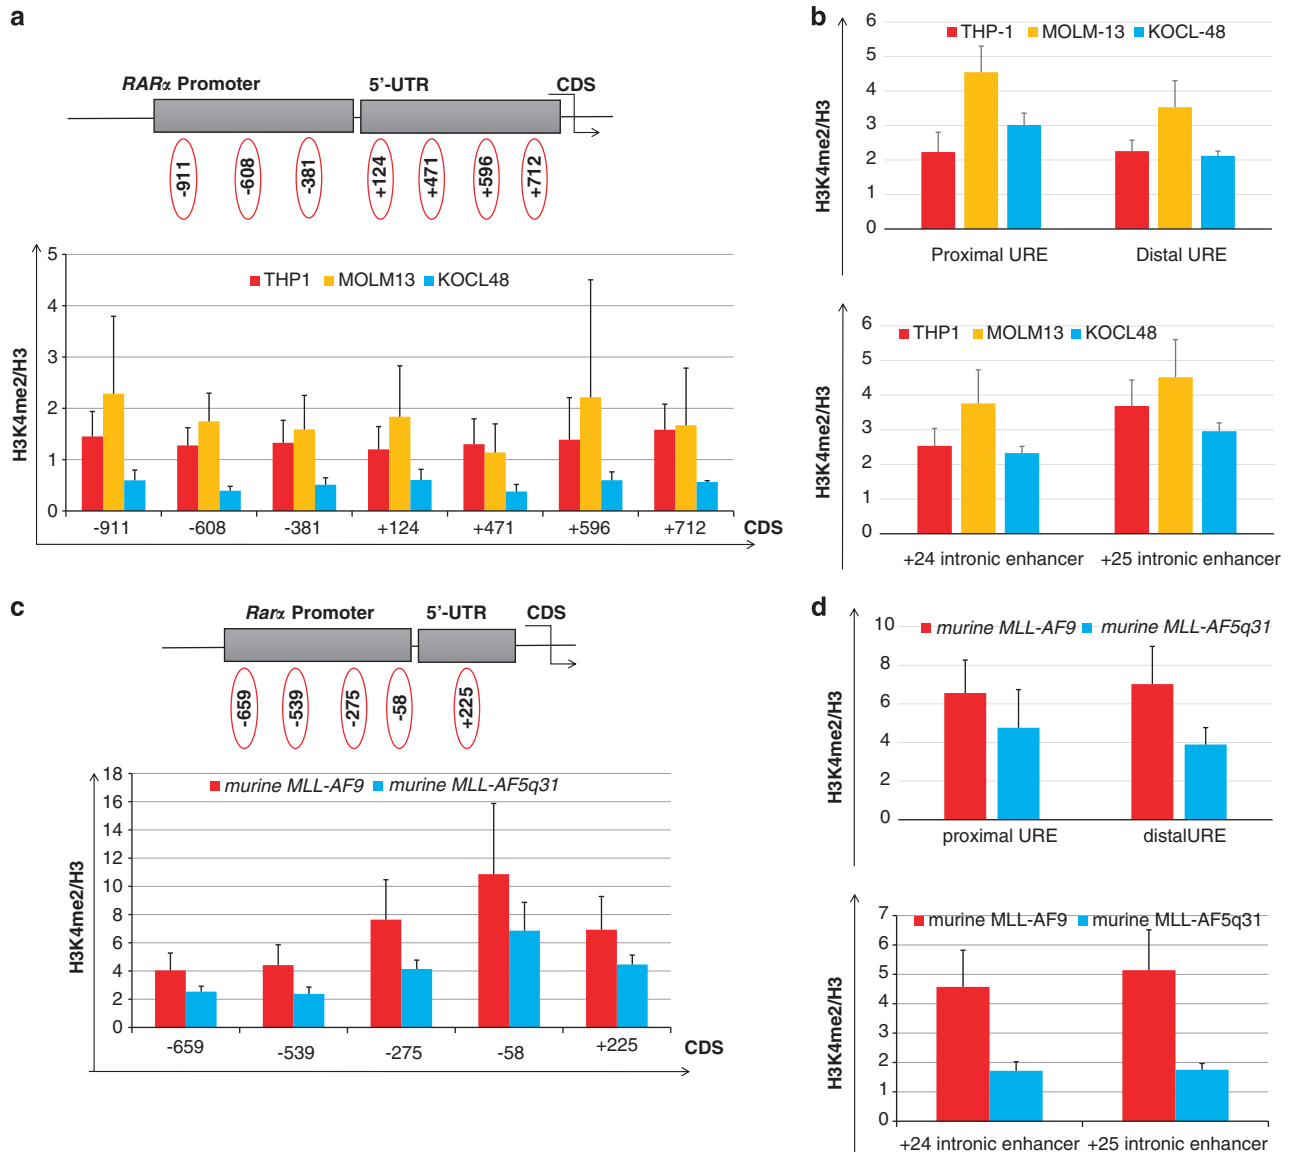 a
RARα Promoter 5'-UTR CDS
-911 -608 -381 +124 +471 +596 +712
5
4
3
2
1
0
H3K4me2/H3
THP1 MOLM13 KOCL48
-911 -608 -381 +124 +471 +596 +712 CDS
b
6
5
4
3
2
1
0
H3K4me2/H3
THP-1 MOLM-13 KOCL-48
Proximal URE Distal URE
6
5
4
3
2
1
0
H3K4me2/H3
THP1 MOLM13 KOCL48
+24 intronic enhancer +25 intronic enhancer
c
Rarα Promoter 5'-UTR CDS
-659 -539 -275 -58 +225
18
16
14
12
10
8
6
4
2
0
H3K4me2/H3
murine MLL-AF9 murine MLL-AF5q31
-659 -539 -275 -58 +225 CDS
d
10
8
6
4
2
0
H3K4me2/H3
murine MLL-AF9 murine MLL-AF5q31
proximal URE distalURE
7
6
5
4
3
2
1
0
H3K4me2/H3
murine MLL-AF9 murine MLL-AF5q31
+24 intronic enhancer +25 intronic enhancer